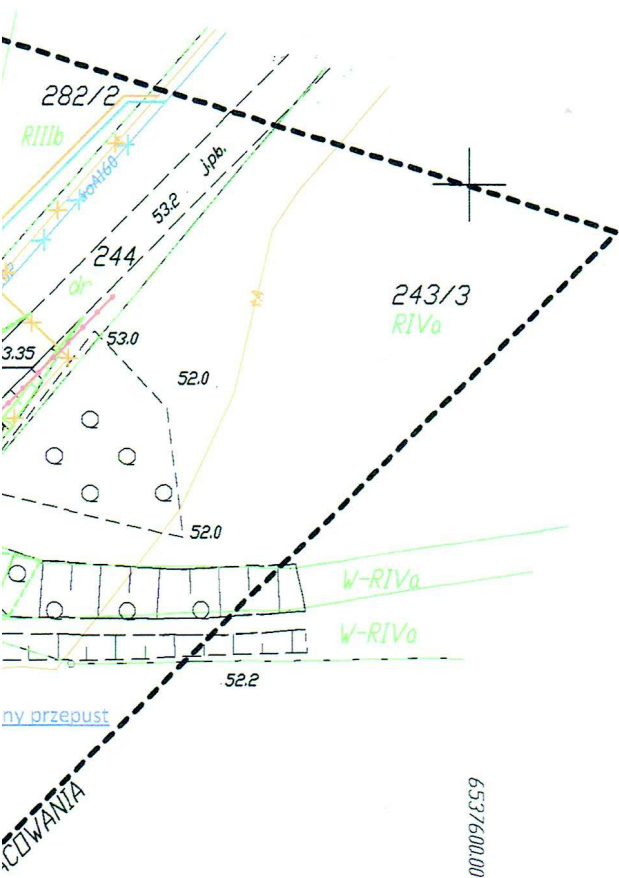 282/2
RIIIb
woA160
j.pb.
53.2
244
dr
243/3
RIVa
3.35
53.0
52.0
52.0
W-RIVa
W-RIVa
52.2
ny przepust
COWANIA
6537600.00